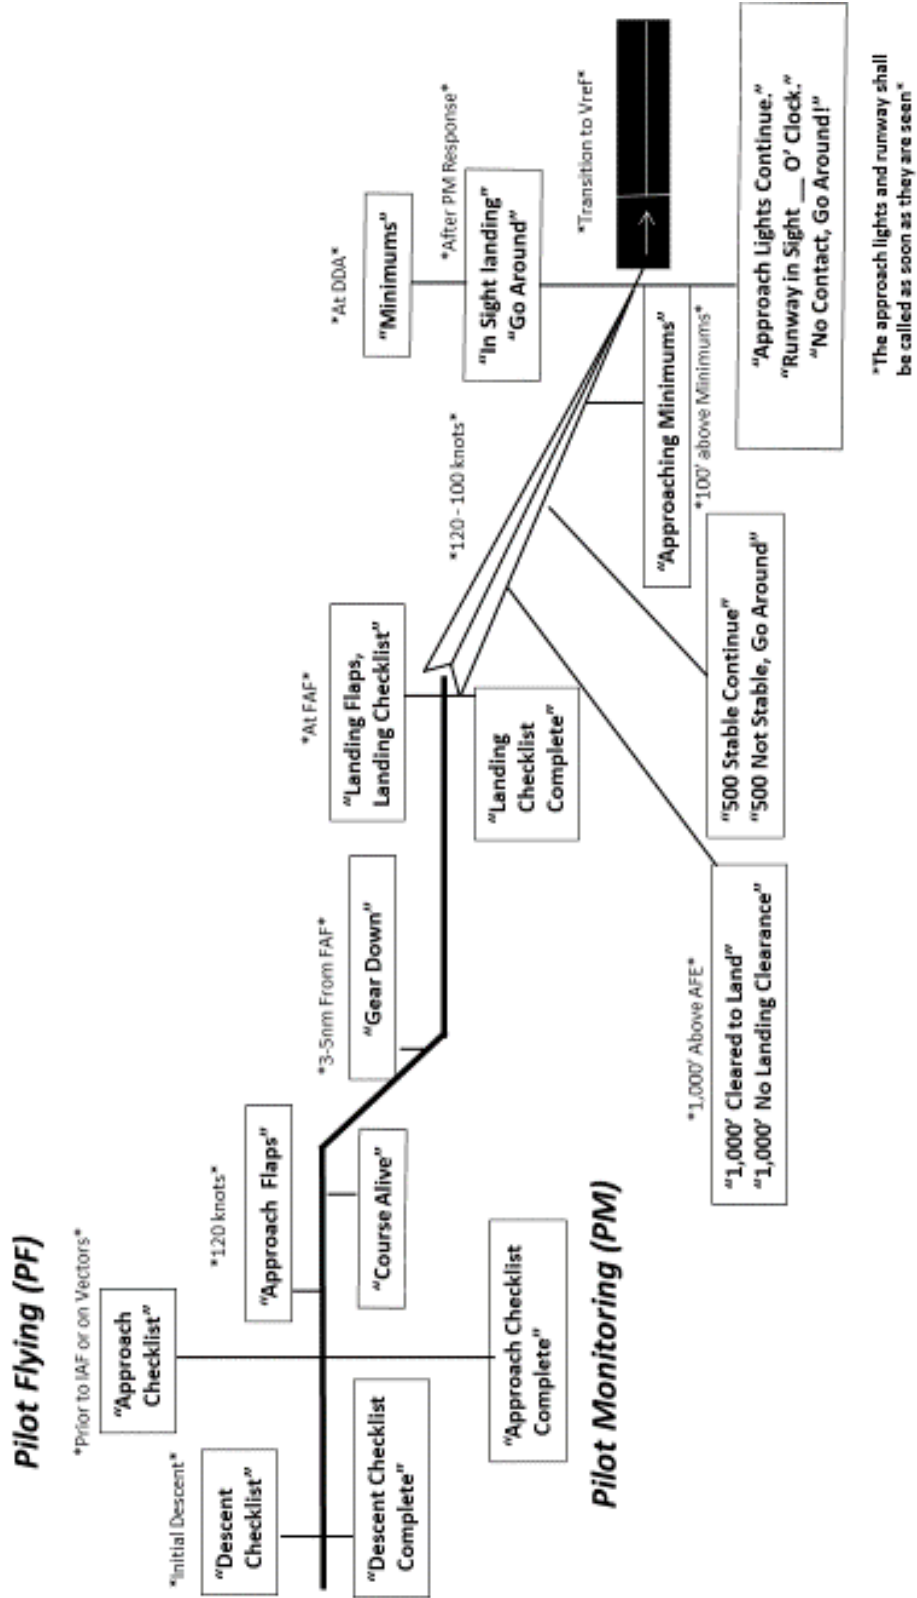 Pilot Flying (PF)
*Initial Descent*
“Descent
Checklist”
*Prior to IAF or on Vectors*
“Approach
Checklist”
*120 knots*
“Approach Flaps”
*3-5nm From FAF*
“Gear Down”
*At FAF*
“Landing Flaps,
Landing Checklist”
*120 - 100 knots*
*At DDA*
“Minimums”
*After PM Response*
“In Sight landing”
“Go Around”
*Transition to Vref*
“Descent Checklist
Complete”
“Approach Checklist
Complete”
“Course Alive”
“Landing
Checklist
Complete”
Pilot Monitoring (PM)
*1,000’ Above AFE*
“1,000’ Cleared to Land”
“1,000’ No Landing Clearance”
“500 Stable Continue”
“500 Not Stable, Go Around”
“Approaching Minimums”
*100’ above Minimums*
“Approach Lights Continue.”
“Runway in Sight __ O’ Clock.”
“No Contact, Go Around!”
*The approach lights and runway shall
be called as soon as they are seen*